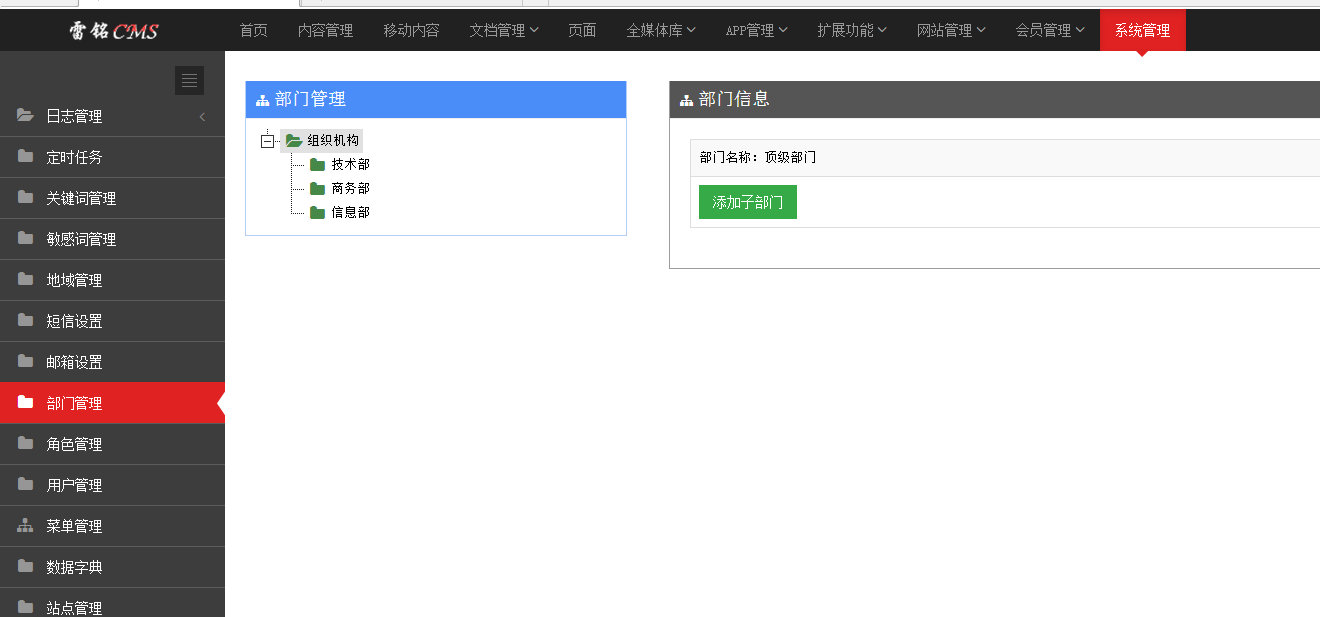 雷铭CMS
首页 内容管理 移动内容 文档管理 页面 全媒体库 APP管理 扩展功能 网站管理 会员管理 系统管理
日志管理
定时任务
关键词管理
敏感词管理
地域管理
短信设置
邮箱设置
部门管理
角色管理
用户管理
菜单管理
数据字典
站点管理
部门管理
组织机构
技术部
商务部
信息部
部门信息
部门名称：顶级部门
添加子部门